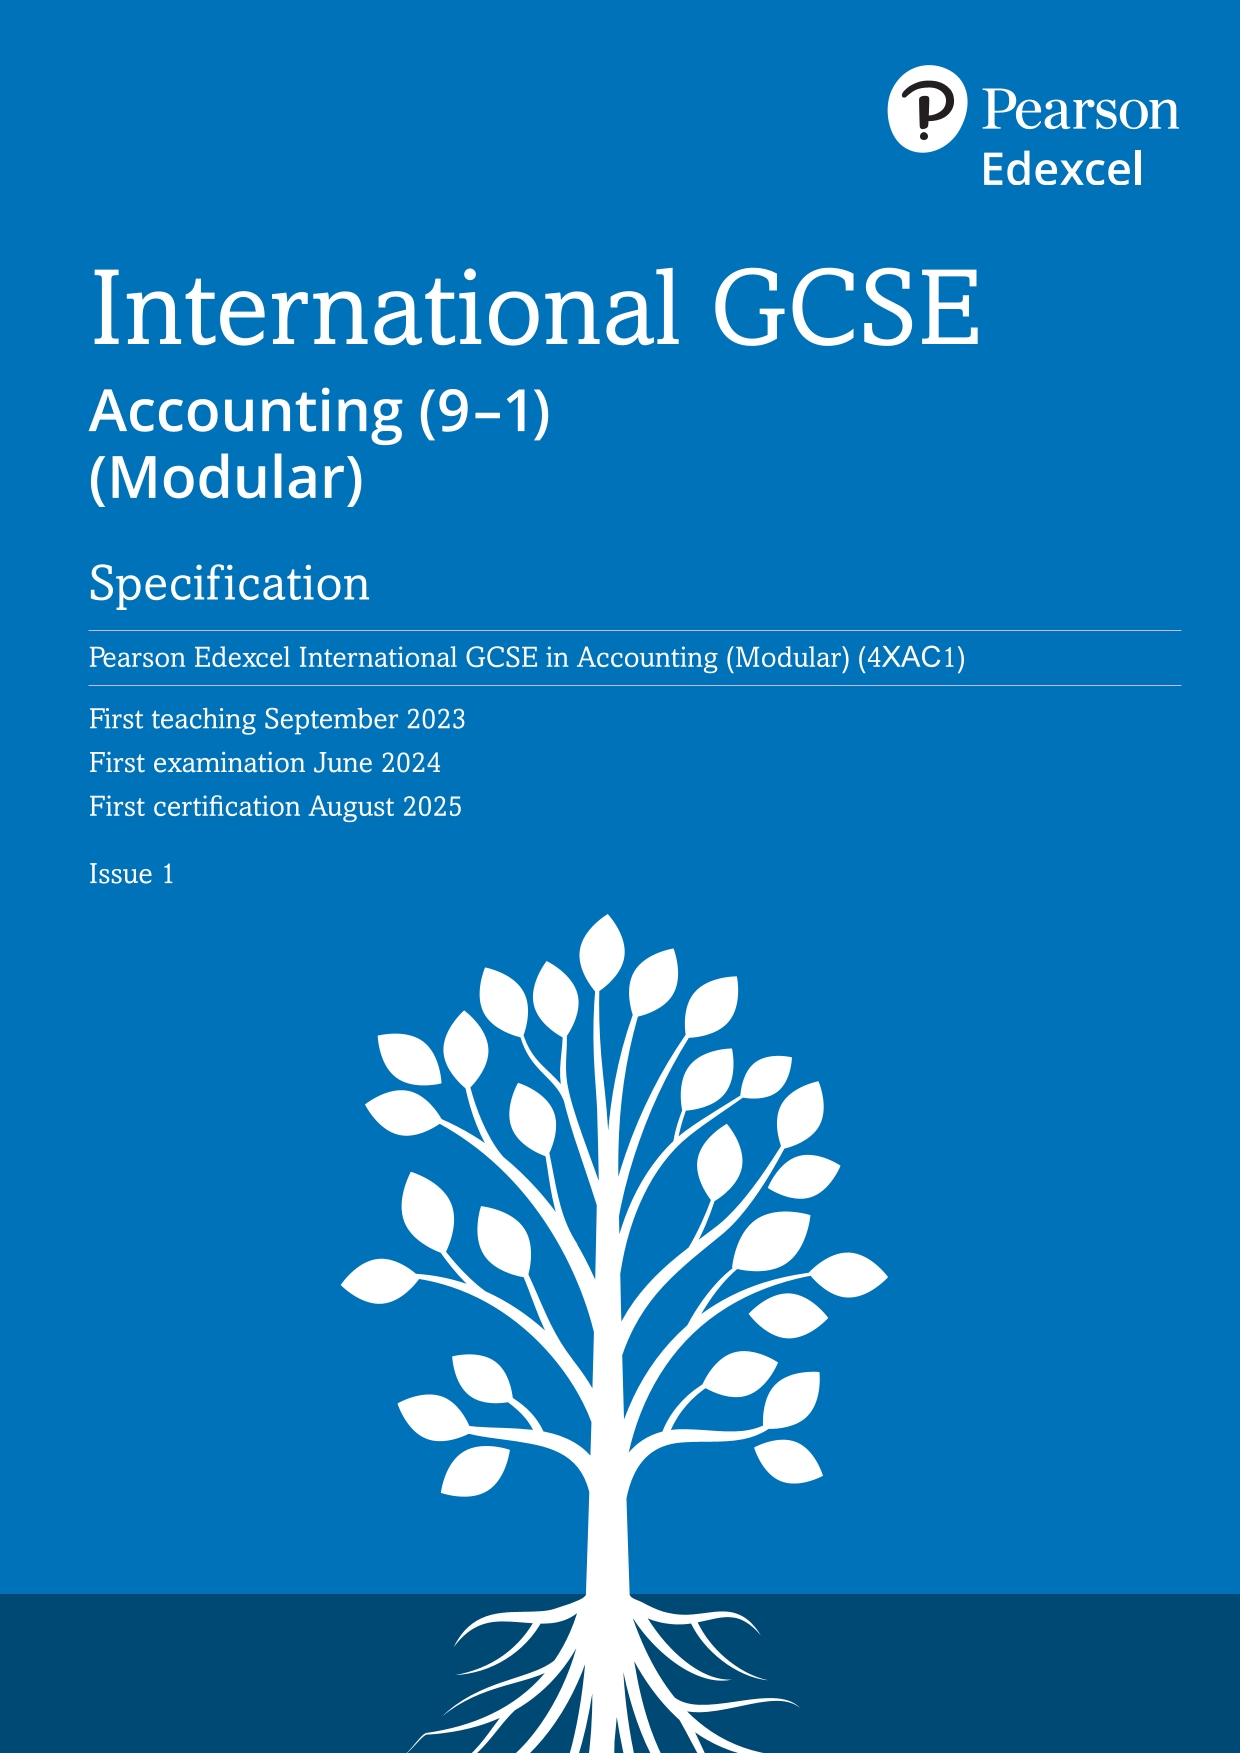 Pearson
Edexcel
International GCSE
Accounting (9–1)
(Modular)
Specification
Pearson Edexcel International GCSE in Accounting (Modular) (4XAC1)
First teaching September 2023
First examination June 2024
First certification August 2025
Issue 1